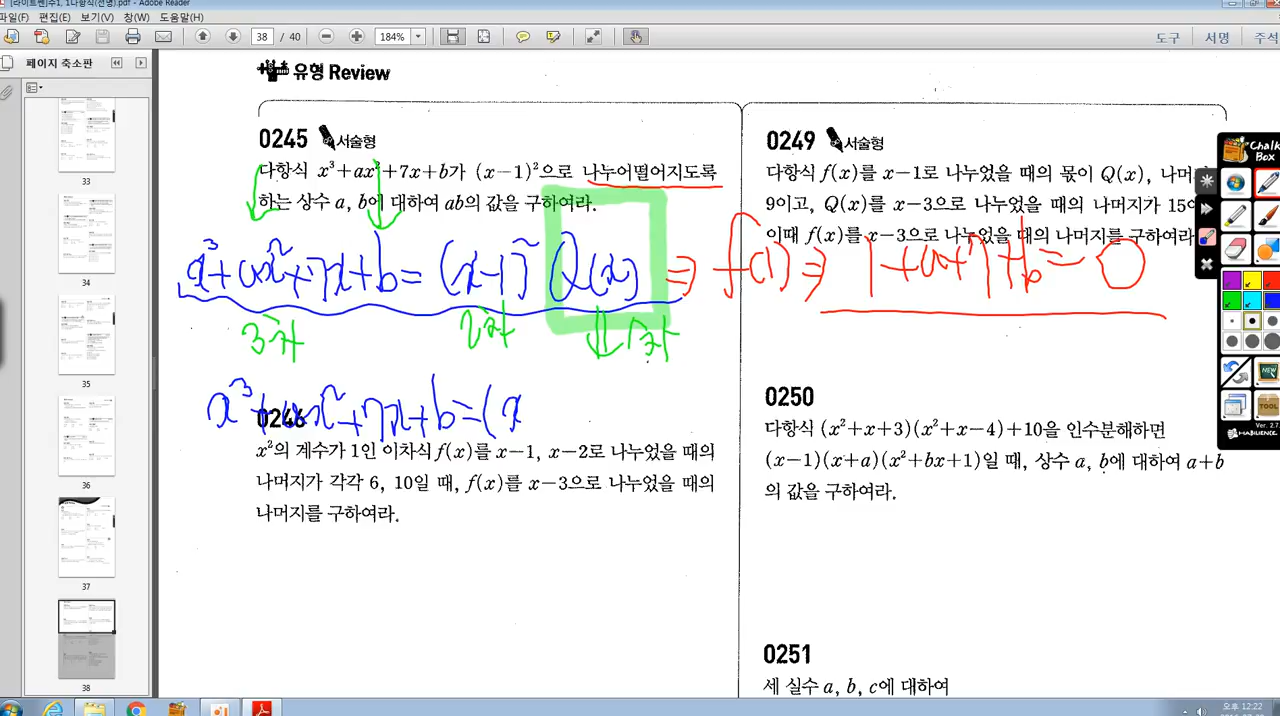 [라이트쎈]수1, 1다항식(선생).pdf - Adobe Reader
파일(F) 편집(E) 보기(V) 창(W) 도움말(H)
38 / 40
184%
도구 서명 주석
페이지 축소판
33
34
35
36
37
38
유형 Review
0245 서술형
다항식 x³+ax²+7x+b가 (x−1)²으로 나누어떨어지도록
하는 상수 a, b에 대하여 ab의 값을 구하여라.
x³+ax²+7x+b=(x-1)² Q(x) ⇒ f(1) ⇒ 1+a+7+b=0
3차 2차 1차
x³+ax²+7x+b=(x
0246
x²의 계수가 1인 이차식 f(x)를 x−1, x−2로 나누었을 때의
나머지가 각각 6, 10일 때, f(x)를 x−3으로 나누었을 때의
나머지를 구하여라.
0249 서술형
다항식 f(x)를 x−1로 나누었을 때의 몫이 Q(x), 나머
9이고, Q(x)를 x−3으로 나누었을 때의 나머지가 15
이때 f(x)를 x−3으로 나누었을 때의 나머지를 구하여라
0250
다항식 (x²+x+3)(x²+x−4)+10을 인수분해하면
(x−1)(x+a)(x²+bx+1)일 때, 상수 a, b에 대하여 a+b
의 값을 구하여라.
0251
세 실수 a, b, c에 대하여
Chalk
Box
NEW
TOOL
Ver. 2.7
HABILIENCE
오후 12:22